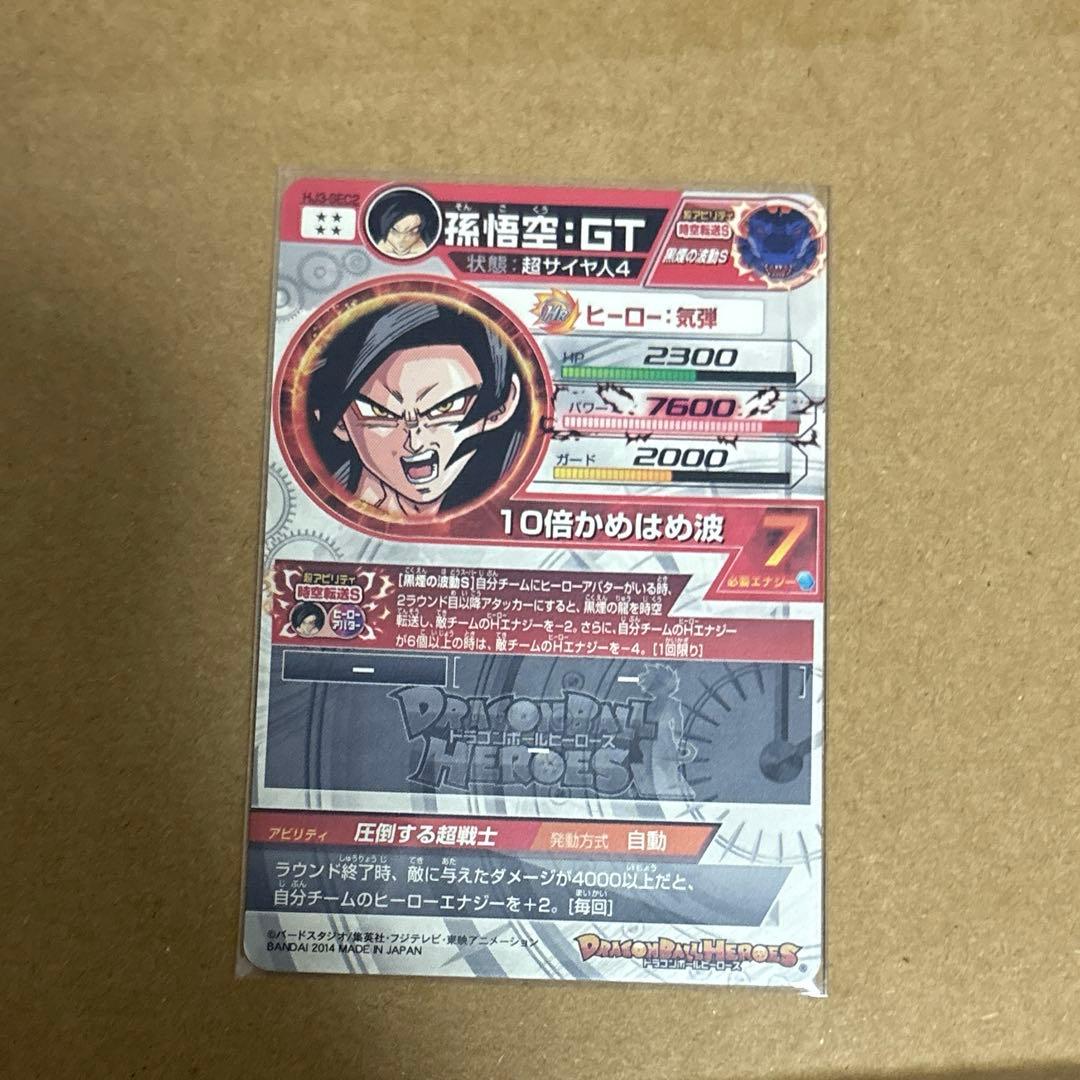 HJ3-SEC2
孫悟空:GT
そんごくう
状態:超サイヤ人4
超アビリティ
時空転送S
黒煙の波動S
Hr ヒーロー:気弾
HP 2300
パワー 7600
ガード 2000
10倍かめはめ波
7
必要エナジー
超アビリティ
時空転送S
ヒーローアバター
[黒煙の波動S]自分チームにヒーローアバターがいる時、
2ラウンド目以降アタッカーにすると、黒煙の龍を時空
転送し、敵チームのHエナジーを-2。さらに、自分チームのHエナジー
が6個以上の時は、敵チームのHエナジーを-4。[1回限り]
DRAGONBALL
ドラゴンボールヒーローズ
HEROES
アビリティ 圧倒する超戦士 発動方式 自動
ラウンド終了時、敵に与えたダメージが4000以上だと、
自分チームのヒーローエナジーを+2。[毎回]
©バードスタジオ/集英社・フジテレビ・東映アニメーション
BANDAI 2014 MADE IN JAPAN
DRAGONBALL HEROES
ドラゴンボールヒーローズ